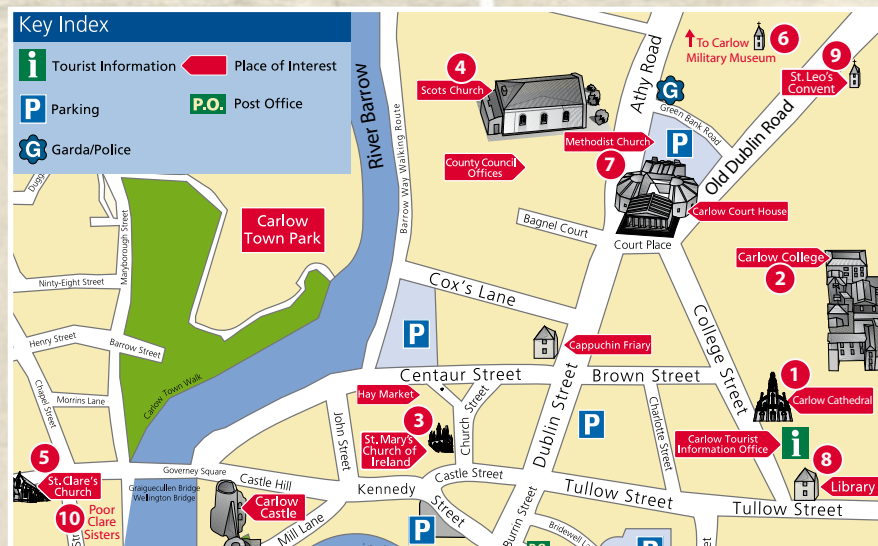 Key Index
i Tourist Information
Place of Interest
P Parking
P.O. Post Office
G Garda/Police
River Barrow
Barrow Way Walking Route
4
Scots Church
Athy Road
To Carlow
Military Museum
6
9
St. Leo's
Convent
G
Green Bank Road
Old Dublin Road
Methodist Church
7
P
County Council
Offices
Carlow Court House
Bagnel Court
Court Place
Carlow College
2
Carlow
Town Park
Maryborough Street
Ninety-Eight Street
Henry Street
Barrow Street
Chapel Street
Morrins Lane
Carlow Town Walk
Cox's Lane
P
Cappuchin Friary
College Street
Centaur Street
Brown Street
Hay Market
1
Carlow Cathedral
John Street
3
St. Mary's
Church of
Ireland
Church Street
Dublin Street
P
Charlotte Street
Carlow Tourist
Information Office
i
8
Library
5
St. Clare's
Church
10
Poor
Clare
Sisters
Governey Square
Graiguecullen Bridge
Wellington Bridge
Castle Hill
Carlow
Castle
Kennedy
Street
Castle Street
Tullow Street
Tullow Street
Mill Lane
P
Burrin Street
P